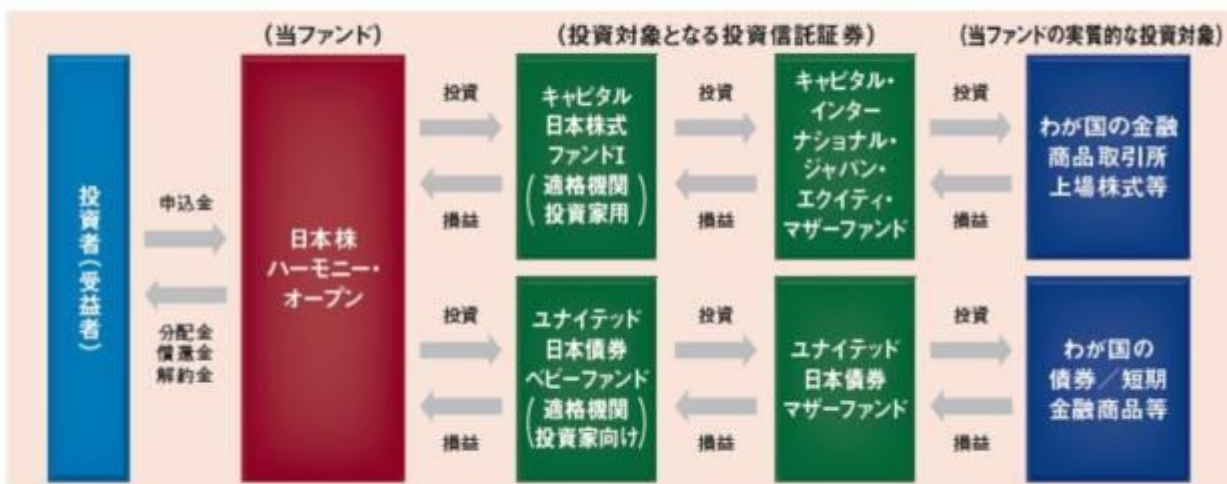 (当ファンド)
(投資対象となる投資信託証券)
(当ファンドの実質的な投資対象)
投資者(受益者)
申込金
分配金
償還金
解約金
日本株
ハーモニー・
オープン
投資
損益
キャピタル
日本株式
ファンドI
(適格機関
投資家用)
投資
損益
キャピタル・
インター
ナショナル・
ジャパン・
エクイティ・
マザーファンド
投資
損益
わが国の金融
商品取引所
上場株式等
投資
損益
ユナイテッド
日本債券
ベビーファンド
(適格機関
投資家向け)
投資
損益
ユナイテッド
日本債券
マザーファンド
投資
損益
わが国の
債券/短期
金融商品等